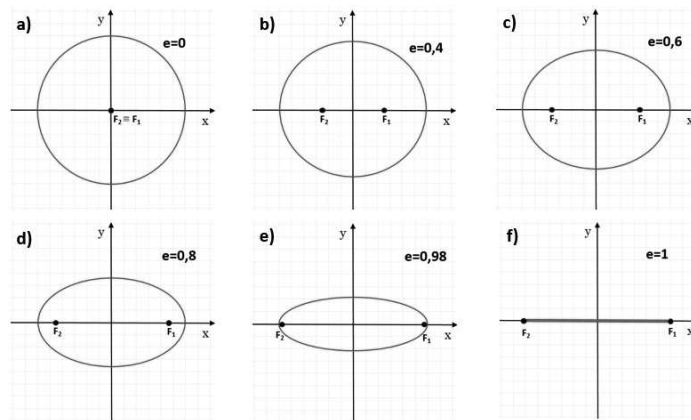 a)
y
e=0
F₂ ≡ F₁
x
b)
y
e=0,4
F₂
F₁
x
c)
y
e=0,6
F₂
F₁
x
d)
y
e=0,8
F₂
F₁
x
e)
y
e=0,98
F₂
F₁
x
f)
y
e=1
F₂
F₁
x